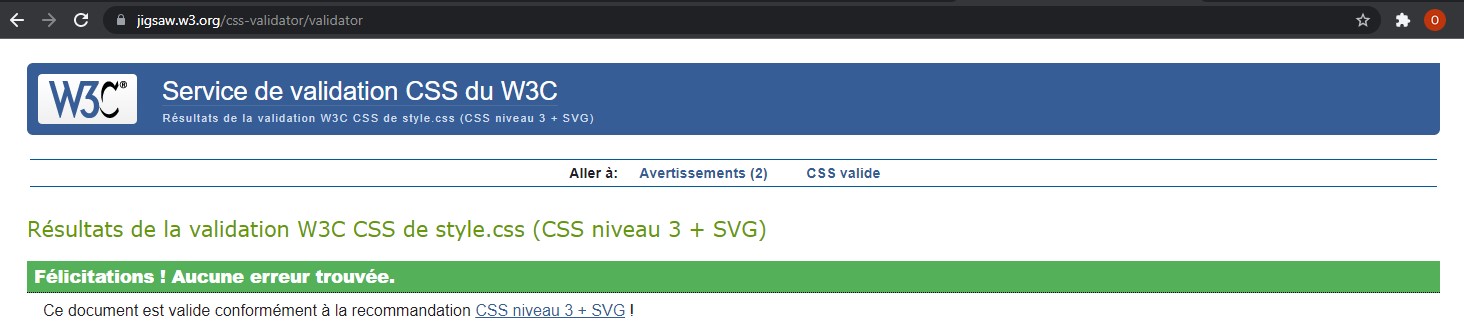 jigsaw.w3.org/css-validator/validator
O
W3C®
Service de validation CSS du W3C
Résultats de la validation W3C CSS de style.css (CSS niveau 3 + SVG)
Aller à: Avertissements (2) CSS valide
Résultats de la validation W3C CSS de style.css (CSS niveau 3 + SVG)
Félicitations ! Aucune erreur trouvée.
Ce document est valide conformément à la recommandation CSS niveau 3 + SVG !